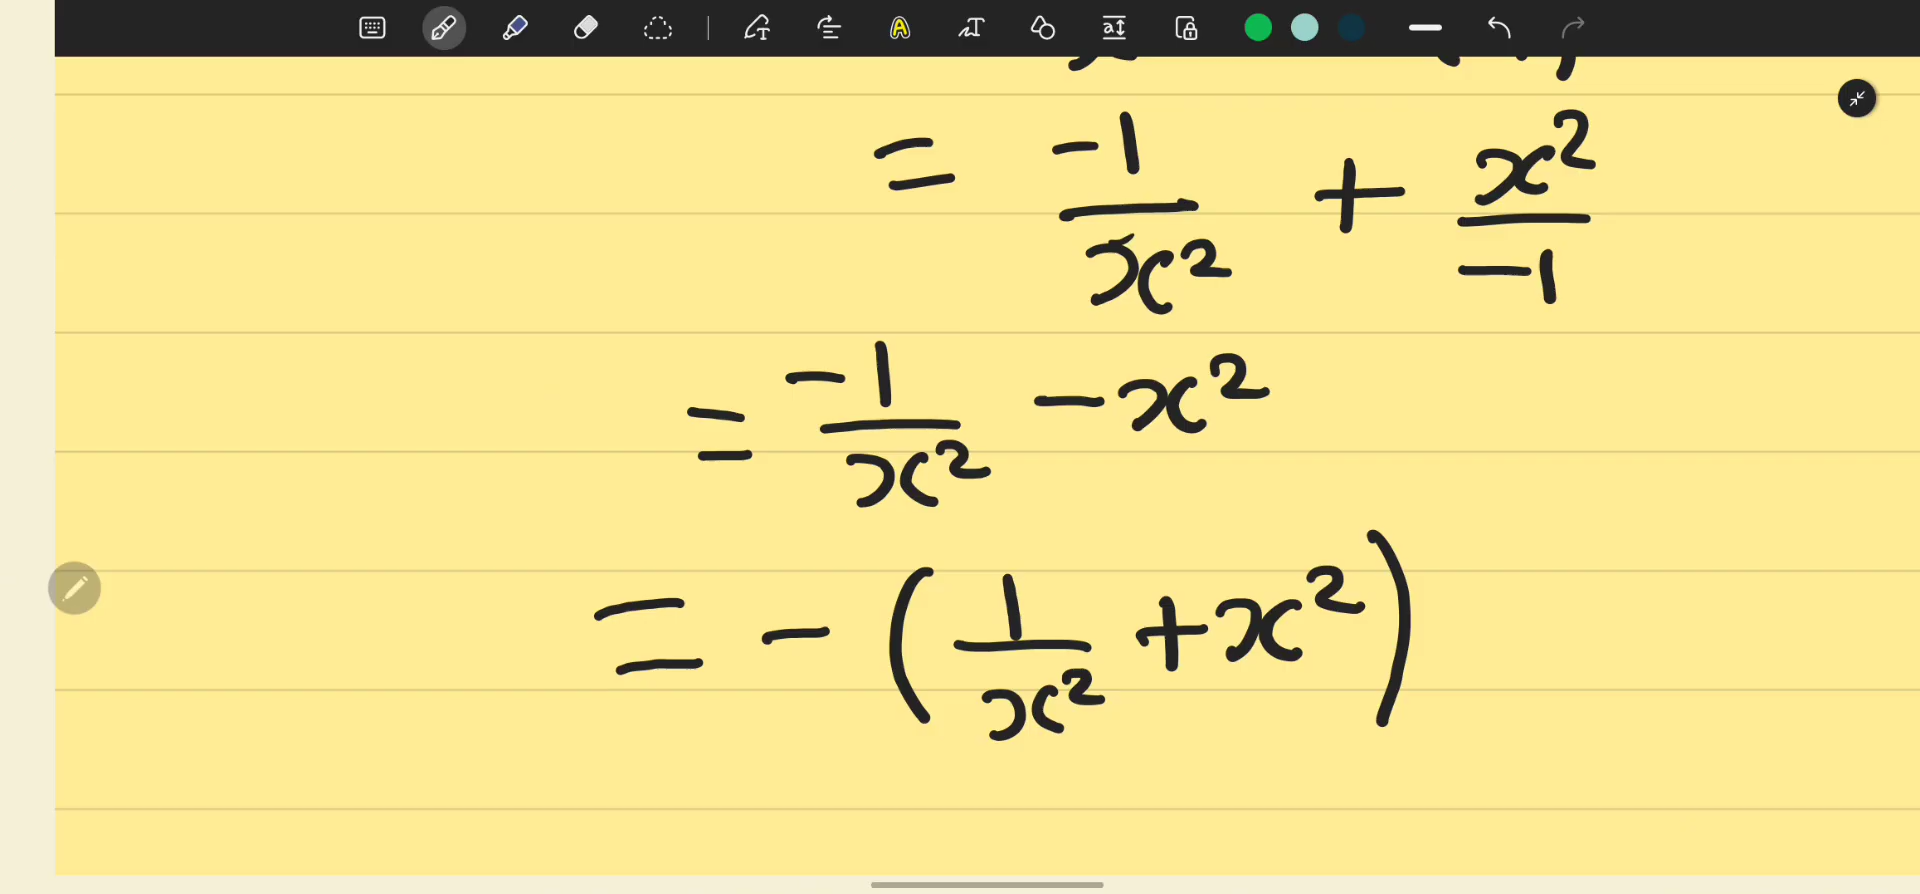 = -1/x² + x²/-1
= -1/x² - x²
= - (1/x² + x²)